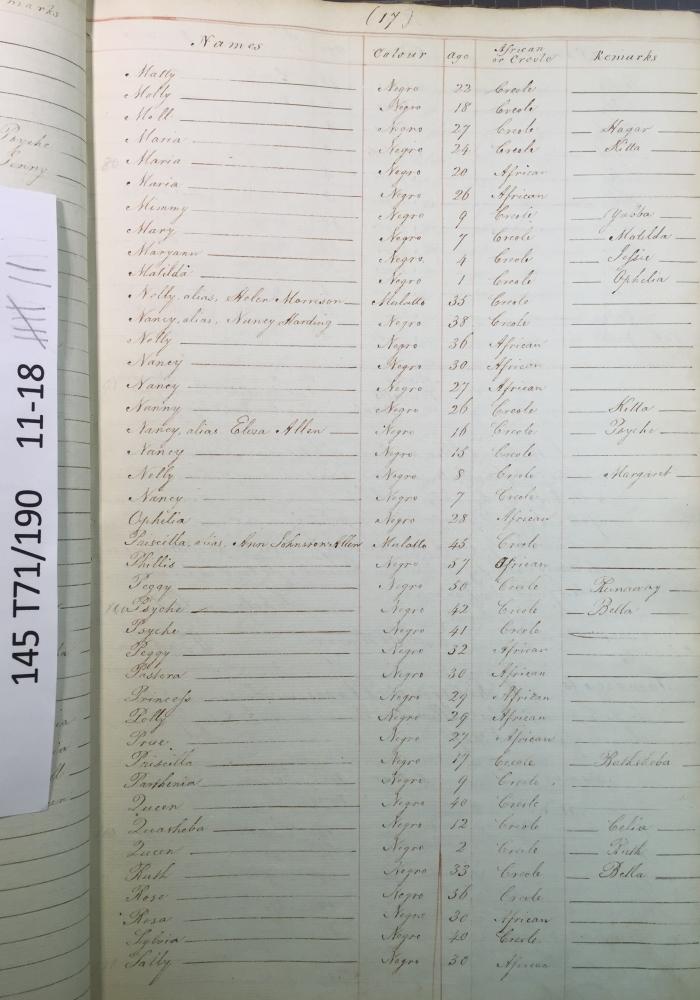 marks
Psyche
Jenny
145 T71/190 11-18
(17)
Names Colour Age African or Creole Remarks
Mally Negro 22 Creole
Molly Negro 18 Creole
Moll Negro 27 Creole Hagar
Maria Negro 24 Creole Kitta
Maria Negro 20 African
Maria Negro 26 African
Mimmy Negro 9 Creole Yabba
Mary Negro 7 Creole Matilda
Maryann Negro 4 Creole Jessie
Matilda Negro 1 Creole Ophelia
Nelly, alias, Helen Morrison Mulatto 35 Creole
Nancy, alias, Nancy Harding Negro 38 Creole
Nelly Negro 36 African
Nancy Negro 30 African
Nancy Negro 27 African
Nanny Negro 26 Creole Kitta
Nancy, alias Eliza Allen Negro 16 Creole Psyche
Nancy Negro 15 Creole
Nelly Negro 8 Creole Margaret
Nancy Negro 7 Creole
Ophilia Negro 28 African
Priscilla, alias, Ann Johnston Allen Mulatto 45 Creole
Phillis Negro 57 African
Peggy Negro 50 Creole Runaway
Psyche Negro 42 Creole Bella
Psyche Negro 41 Creole
Peggy Negro 32 African
Pastora Negro 30 African
Princess Negro 29 African
Polly Negro 29 African
Prue Negro 27 African
Priscilla Negro 17 Creole Bathsheba
Parthenia Negro 9 Creole
Queen Negro 40 Creole
Quasheba Negro 12 Creole Celia
Queen Negro 2 Creole Ruth
Ruth Negro 33 Creole Bella
Rose Negro 56 Creole
Rosa Negro 30 African
Sylvia Negro 40 Creole
Sally Negro 30 African